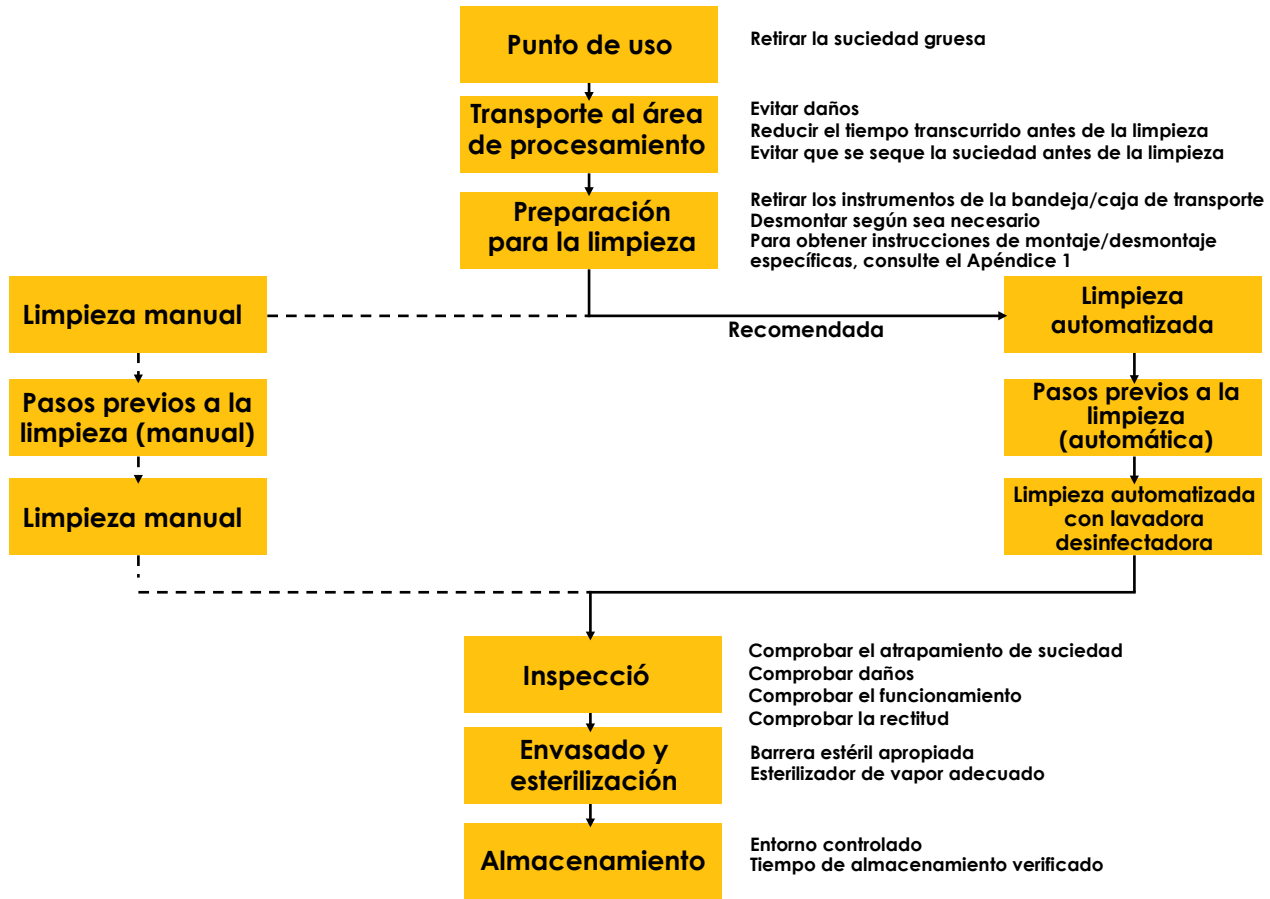 Punto de uso
Retirar la suciedad gruesa
Transporte al área
de procesamiento
Evitar daños
Reducir el tiempo transcurrido antes de la limpieza
Evitar que se seque la suciedad antes de la limpieza
Preparación
para la limpieza
Retirar los instrumentos de la bandeja/caja de transporte
Desmontar según sea necesario
Para obtener instrucciones de montaje/desmontaje
específicas, consulte el Apéndice 1
Limpieza manual
Recomendada
Limpieza
automatizada
Pasos previos a la
limpieza (manual)
Pasos previos a la
limpieza
(automática)
Limpieza manual
Limpieza automatizada
con lavadora
desinfectadora
Inspecció
Comprobar el atrapamiento de suciedad
Comprobar daños
Comprobar el funcionamiento
Comprobar la rectitud
Envasado y
esterilización
Barrera estéril apropiada
Esterilizador de vapor adecuado
Almacenamiento
Entorno controlado
Tiempo de almacenamiento verificado